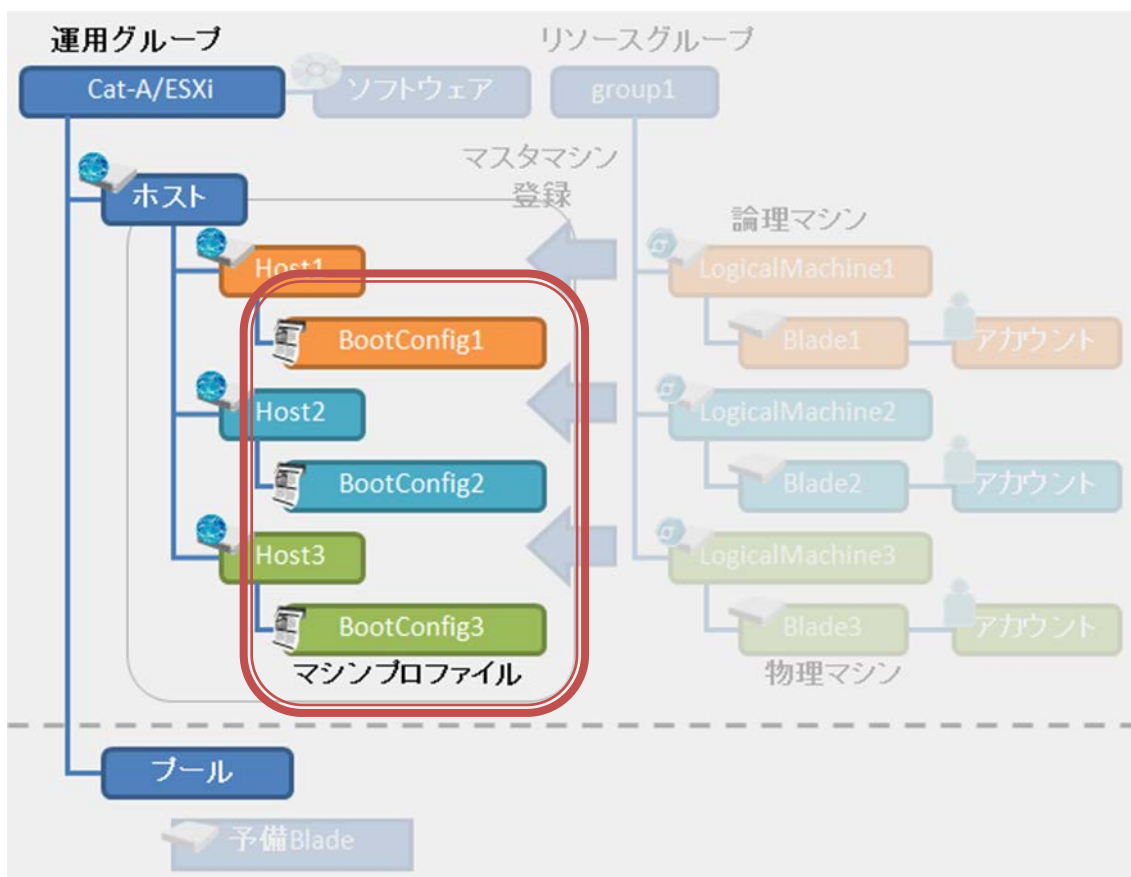 運用グループ
リソースグループ
Cat-A/ESXi
ソフトウェア
group1
マスタマシン
登録
ホスト
論理マシン
Host1
LogicalMachine1
BootConfig1
Blade1
アカウント
Host2
LogicalMachine2
BootConfig2
Blade2
アカウント
Host3
LogicalMachine3
BootConfig3
Blade3
アカウント
マシンプロファイル
物理マシン
プール
予備Blade